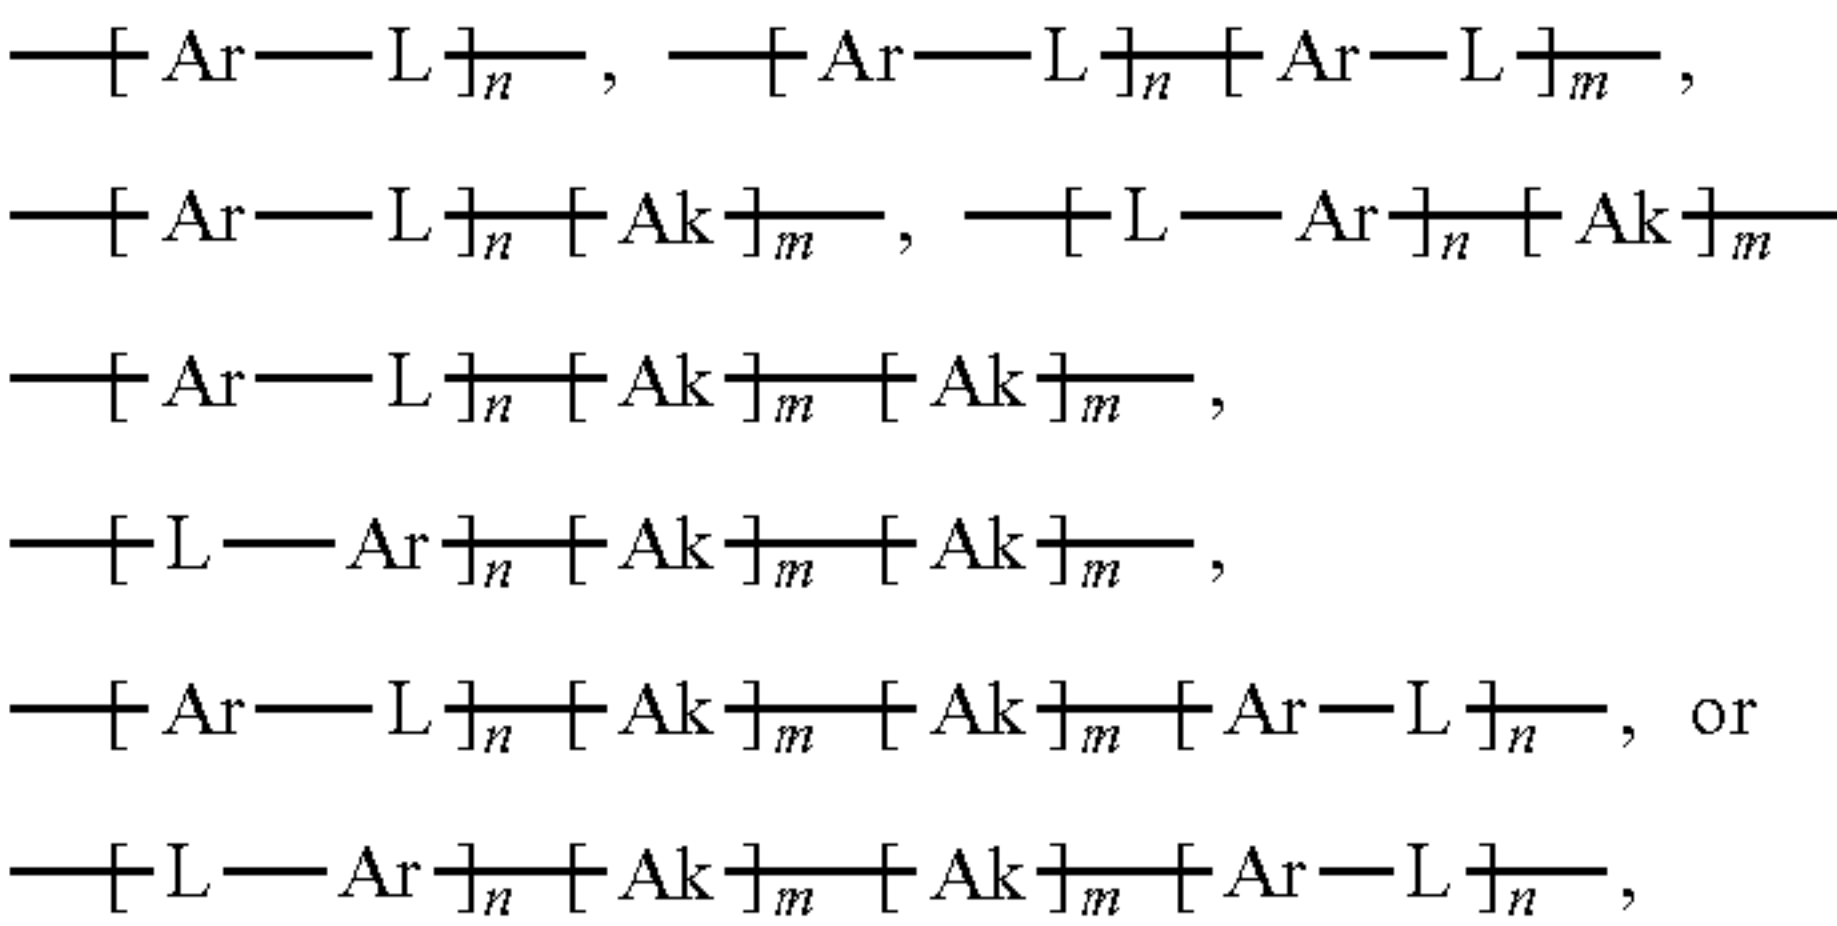 —[Ar—L]n—, —[Ar—L]n—[Ar—L]m—,
—[Ar—L]n—[Ak]m—, —[L—Ar]n—[Ak]m—
—[Ar—L]n—[Ak]m—[Ak]m—,
—[L—Ar]n—[Ak]m—[Ak]m—,
—[Ar—L]n—[Ak]m—[Ak]m—[Ar—L]n—, or
—[L—Ar]n—[Ak]m—[Ak]m—[Ar—L]n—,